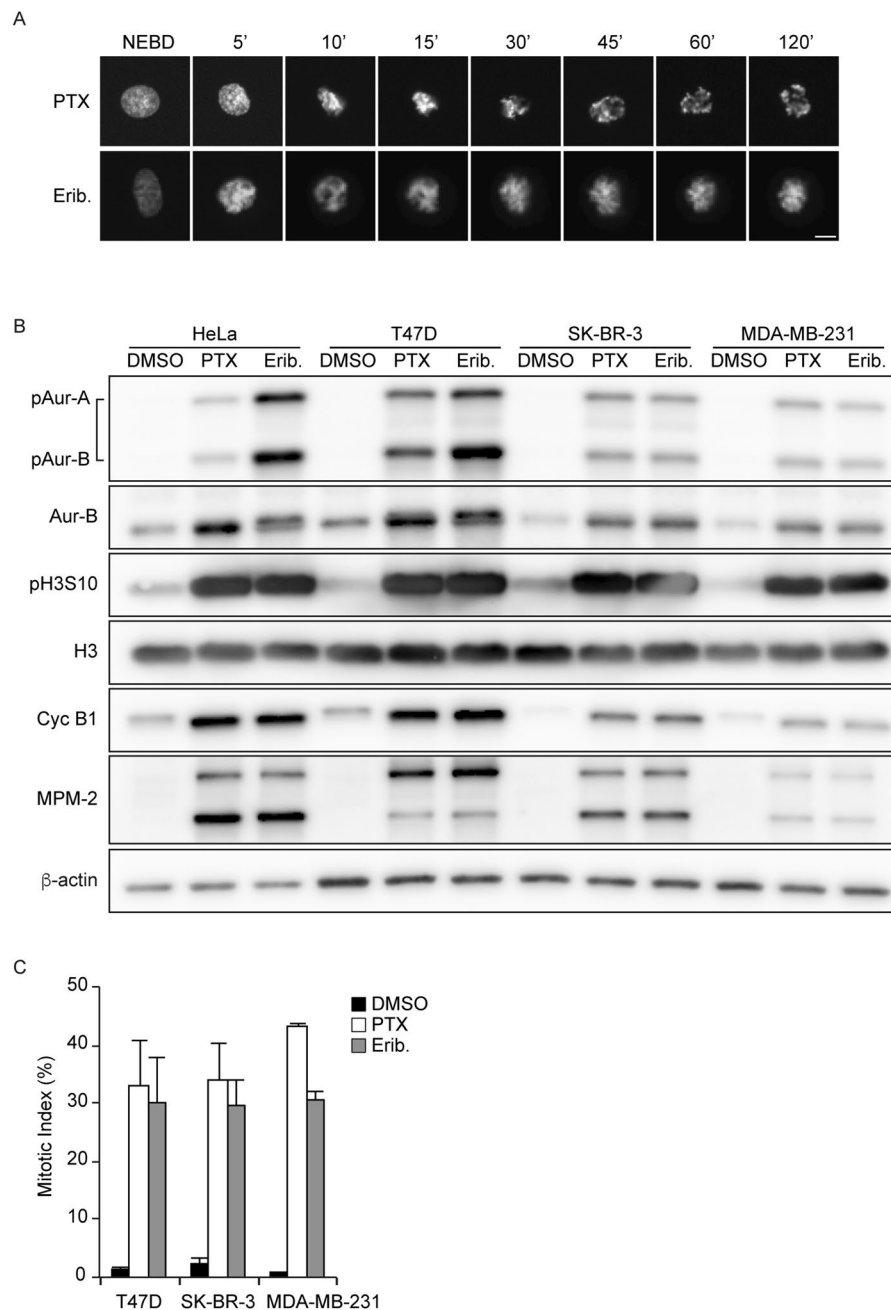 A
NEBD 5’ 10’ 15’ 30’ 45’ 60’ 120’
PTX
Erib.
B
HeLa T47D SK-BR-3 MDA-MB-231
DMSO PTX Erib. DMSO PTX Erib. DMSO PTX Erib. DMSO PTX Erib.
pAur-A
pAur-B
Aur-B
pH3S10
H3
Cyc B1
MPM-2
β-actin
C
50
40
30
20
10
0
Mitotic Index (%)
DMSO
PTX
Erib.
T47D SK-BR-3 MDA-MB-231